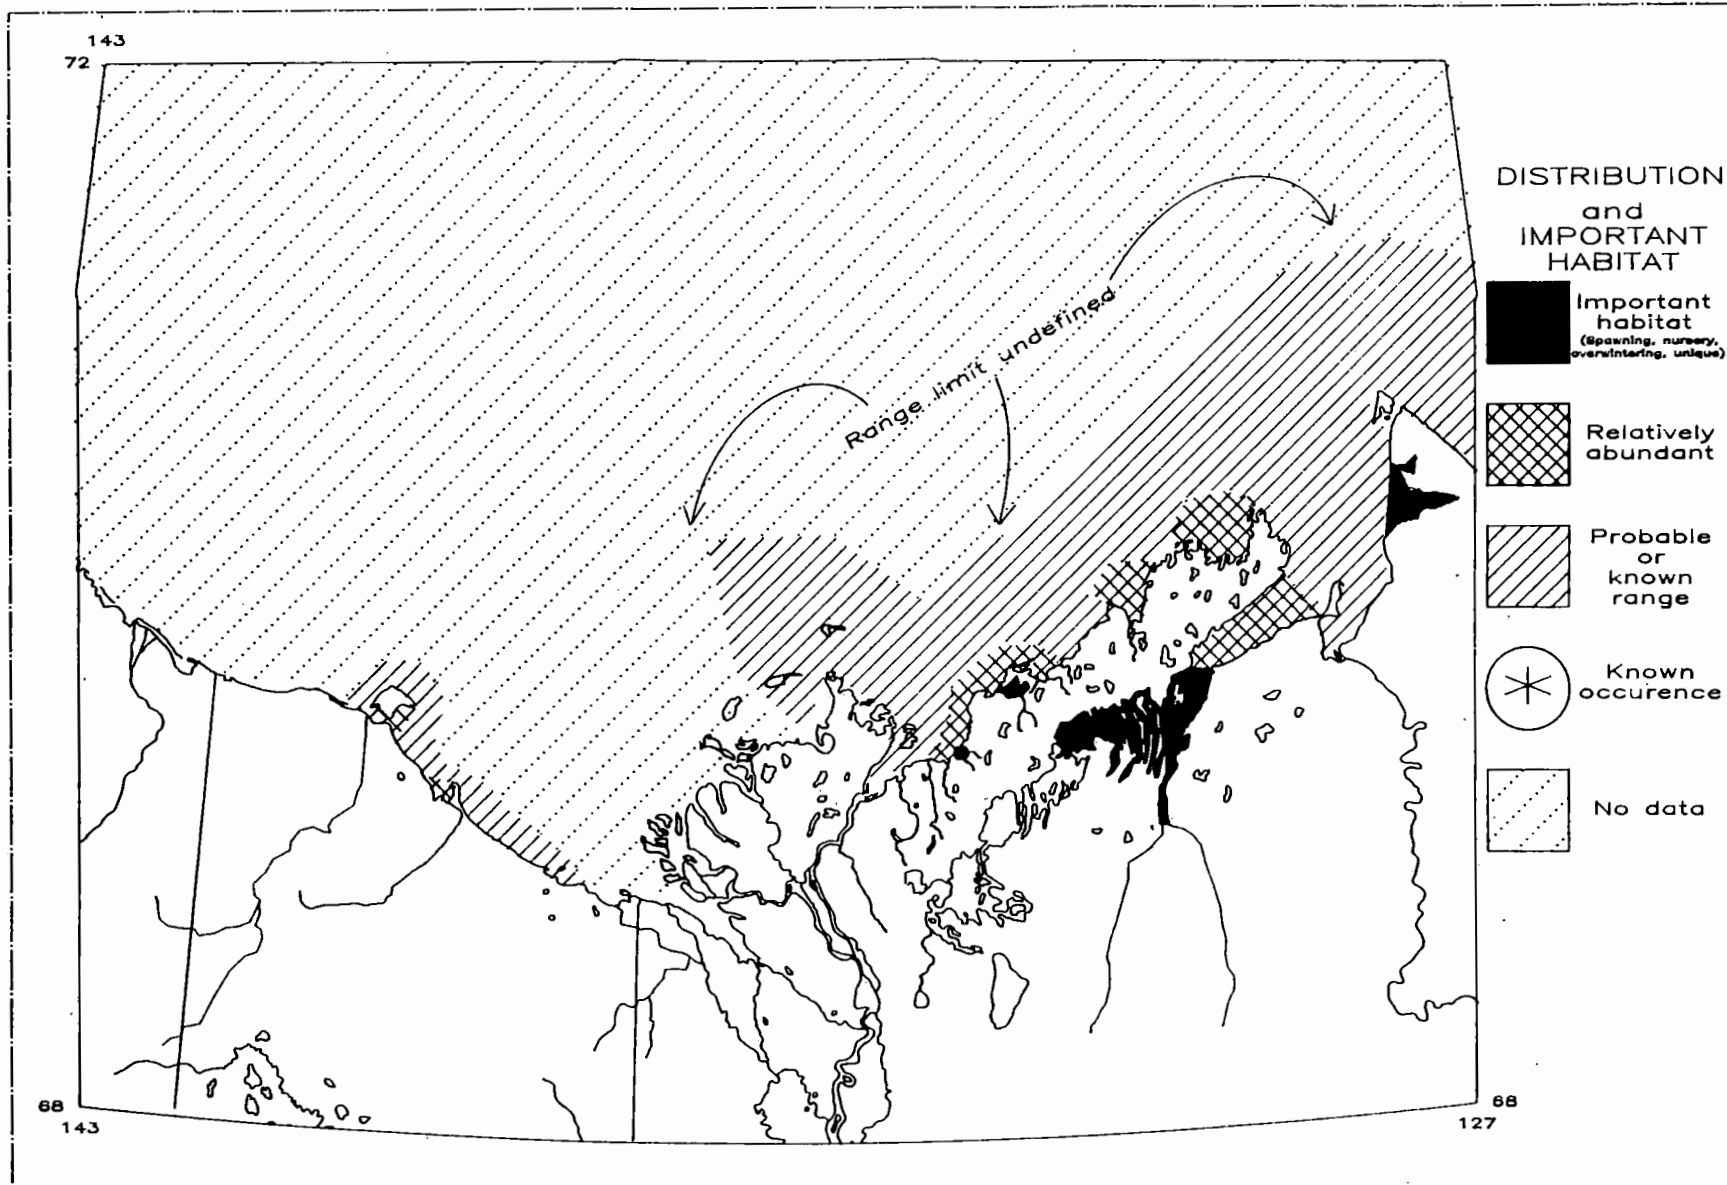 143
72
Range limit undefined
68
143
68
127
DISTRIBUTION
and
IMPORTANT
HABITAT
Important
habitat
(Spawning, nursery,
overwintering, unique)
Relatively
abundant
Probable
or
known
range
Known
occurence
No data